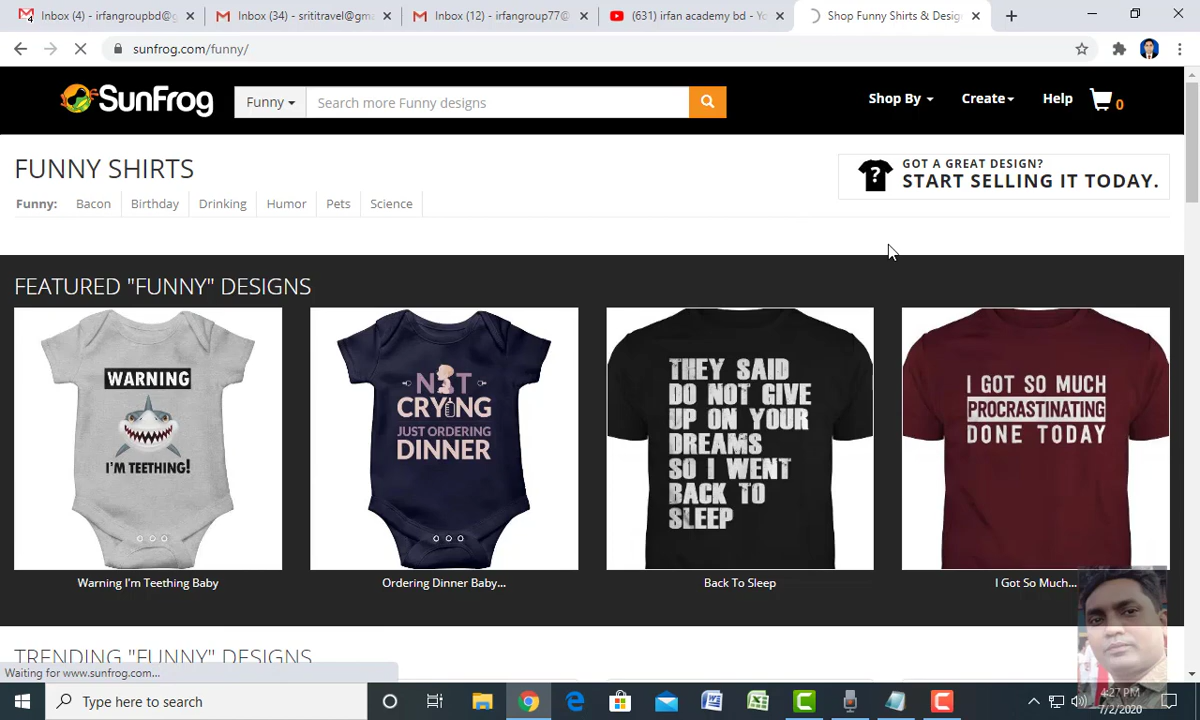 Inbox (4) - irfangroupbd@g
Inbox (34) - srititravel@gma
Inbox (12) - irfangroup77@
(631) irfan academy bd - Yo
Shop Funny Shirts & Desig
sunfrog.com/funny/
SunFrog
Funny
Search more Funny designs
Shop By
Create
Help
0
FUNNY SHIRTS
GOT A GREAT DESIGN?
START SELLING IT TODAY.
?
Funny:
Bacon
Birthday
Drinking
Humor
Pets
Science
FEATURED "FUNNY" DESIGNS
WARNING
I'M TEETHING!
NOT
CRYING
JUST ORDERING
DINNER
THEY SAID
DO NOT GIVE
UP ON YOUR
DREAMS
SO I WENT
BACK TO
SLEEP
I GOT SO MUCH
PROCRASTINATING
DONE TODAY
Warning I'm Teething Baby
Ordering Dinner Baby...
Back To Sleep
I Got So Much...
TRENDING "FUNNY" DESIGNS
Waiting for www.sunfrog.com...
Type here to search
4:27 PM
7/2/2020